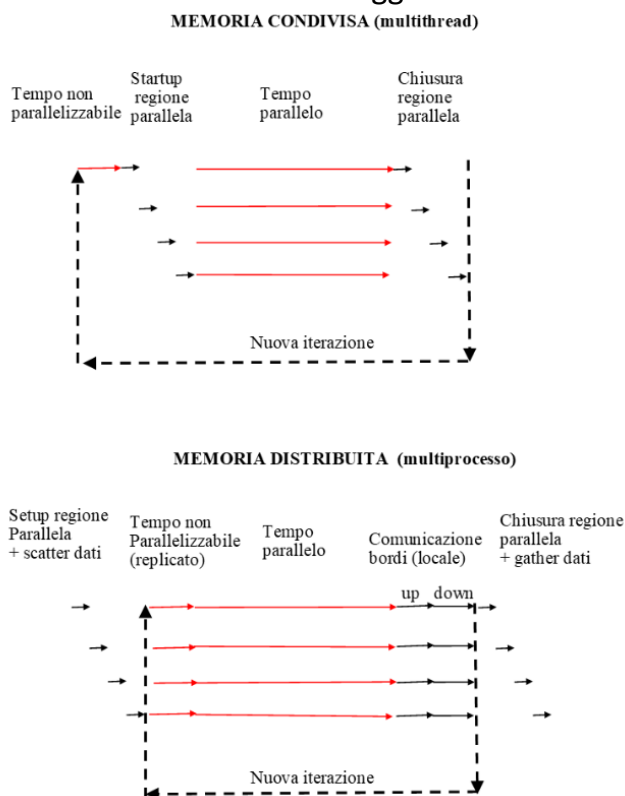 MEMORIA CONDIVISA (multithread)
Tempo non
parallelizzabile
Startup
regione
parallela
Tempo
parallelo
Chiusura
regione
parallela
Nuova iterazione
MEMORIA DISTRIBUITA (multiprocesso)
Setup regione
Parallela
+ scatter dati
Tempo non
Parallelizzabile
(replicato)
Tempo
parallelo
Comunicazione
bordi (locale)
up down
Chiusura regione
parallela
+ gather dati
Nuova iterazione